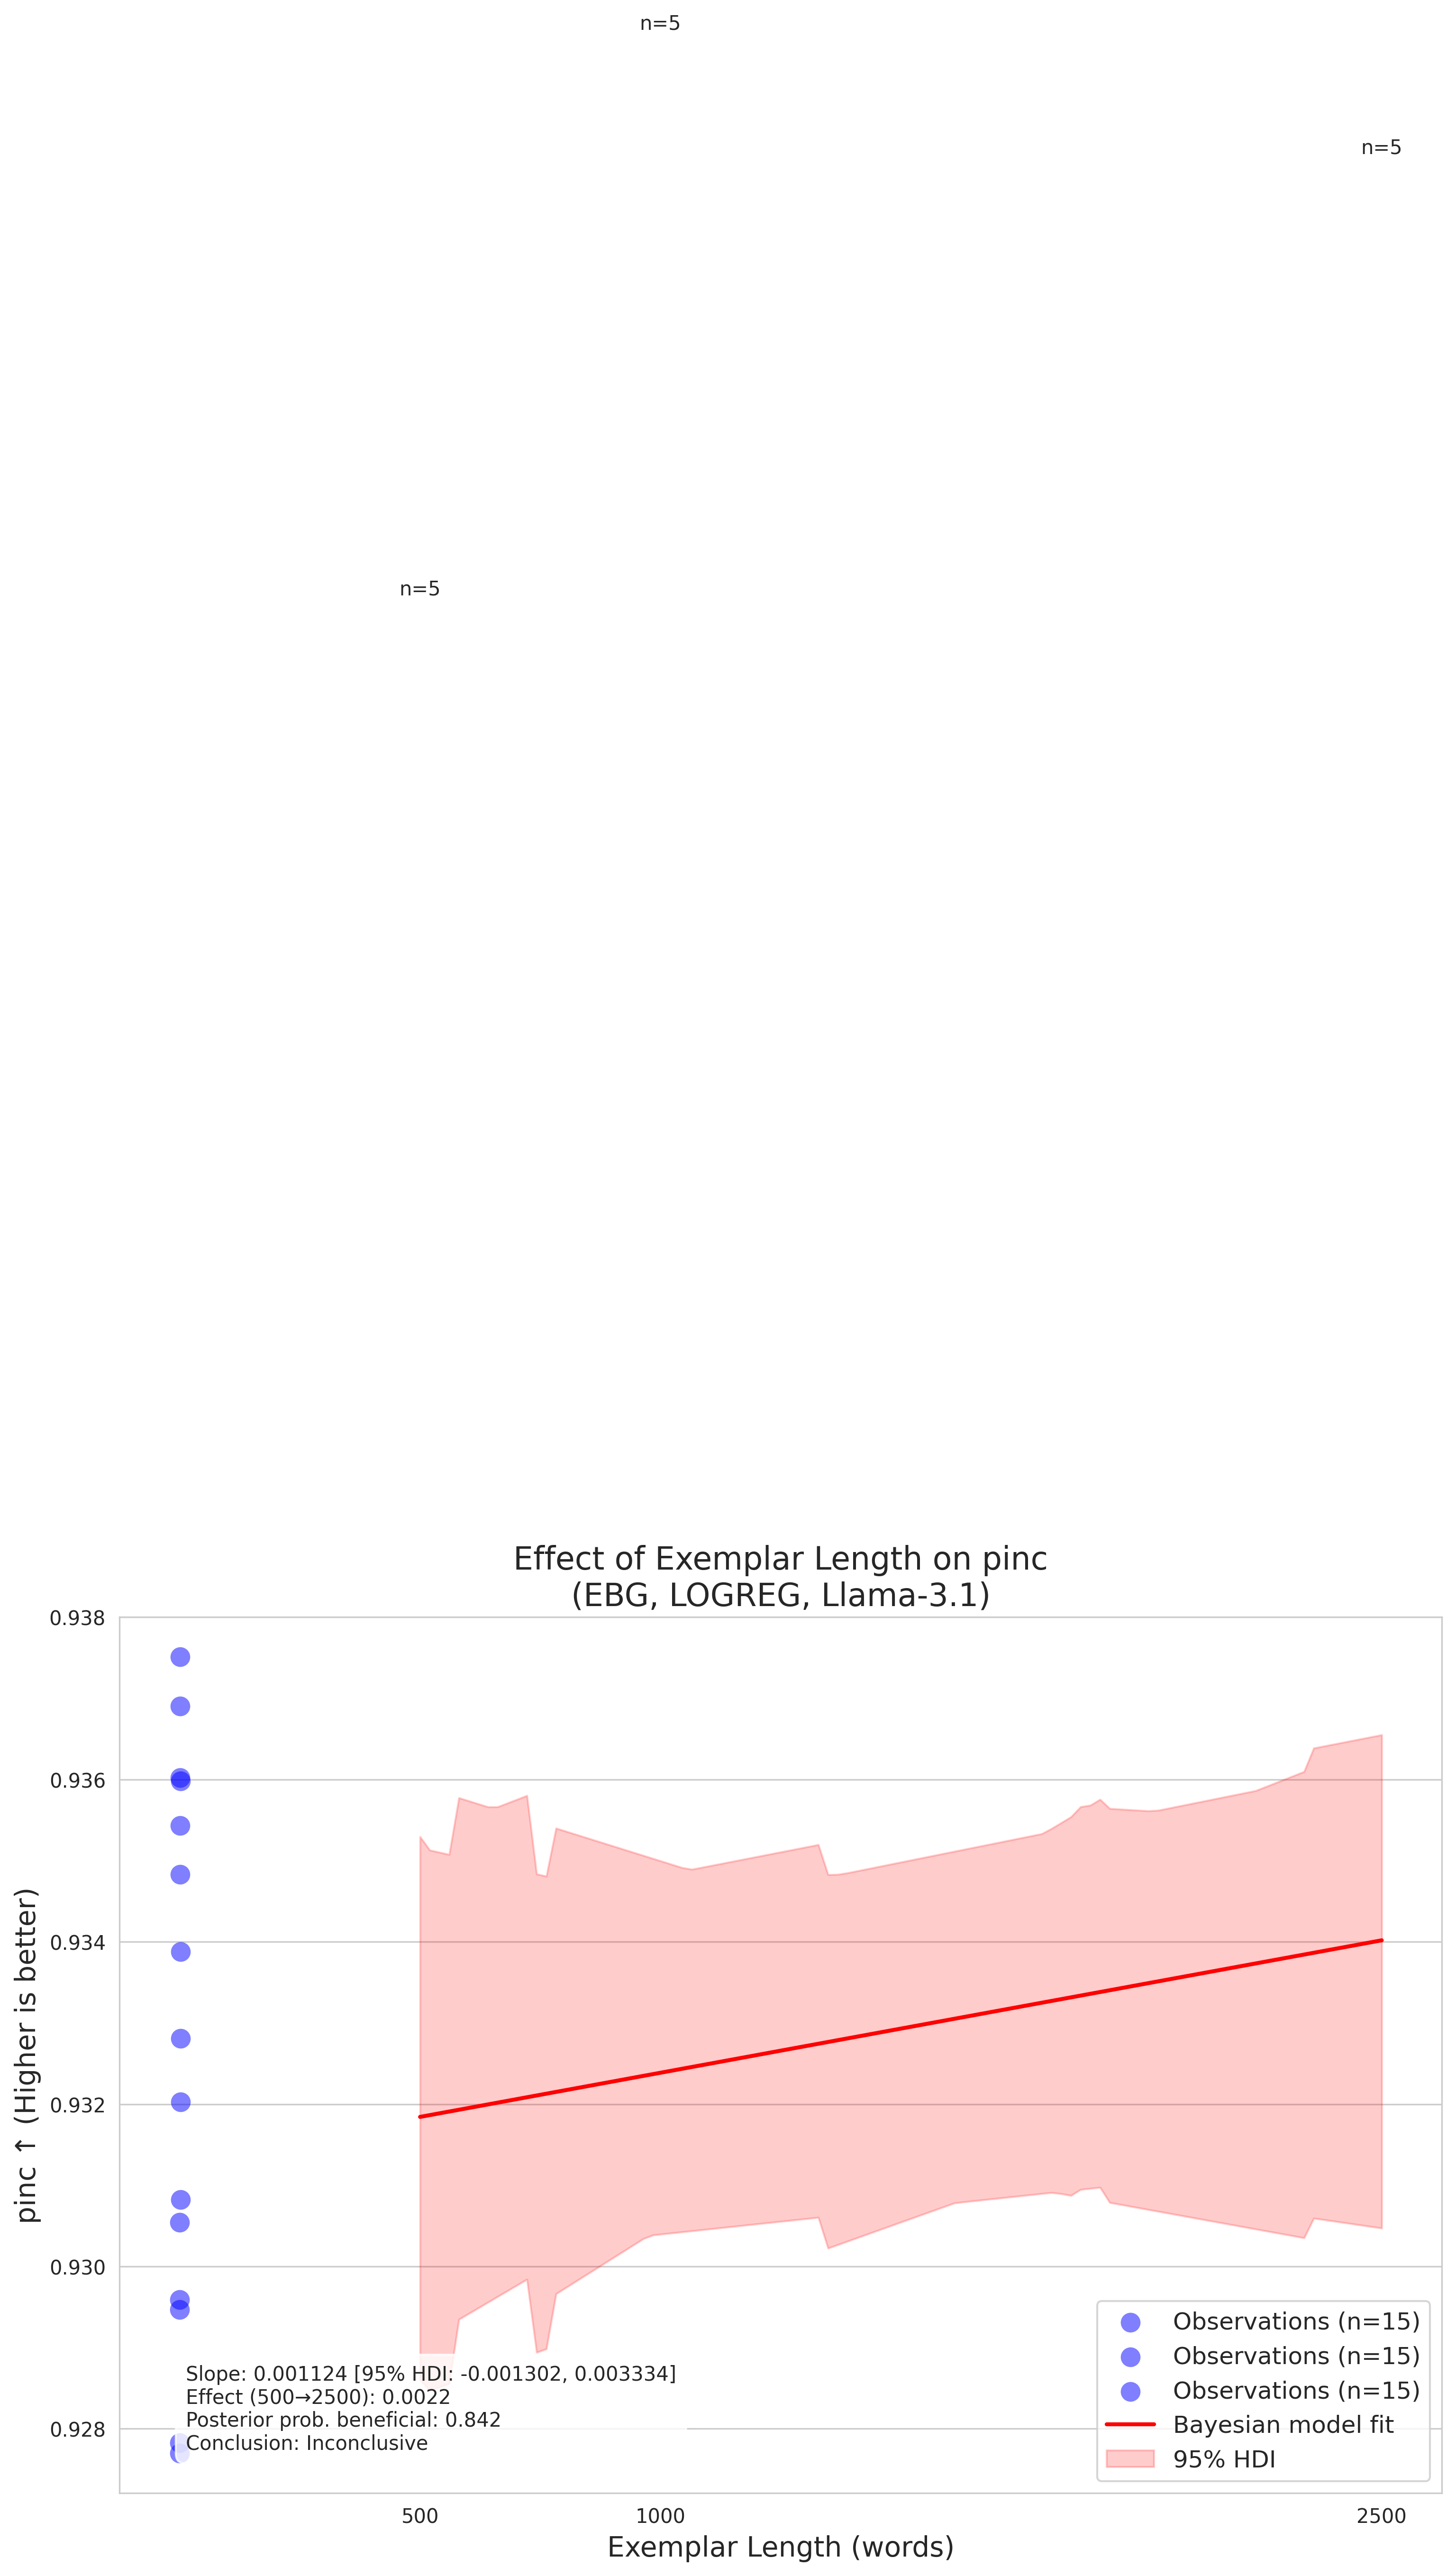 n=5
n=5
n=5
Effect of Exemplar Length on pinc
(EBG, LOGREG, Llama-3.1)
pinc ↑ (Higher is better)
0.938
0.936
0.934
0.932
0.930
0.928
Slope: 0.001124 [95% HDI: -0.001302, 0.003334]
Effect (500→2500): 0.0022
Posterior prob. beneficial: 0.842
Conclusion: Inconclusive
Observations (n=15)
Observations (n=15)
Observations (n=15)
Bayesian model fit
95% HDI
500 1000 2500
Exemplar Length (words)